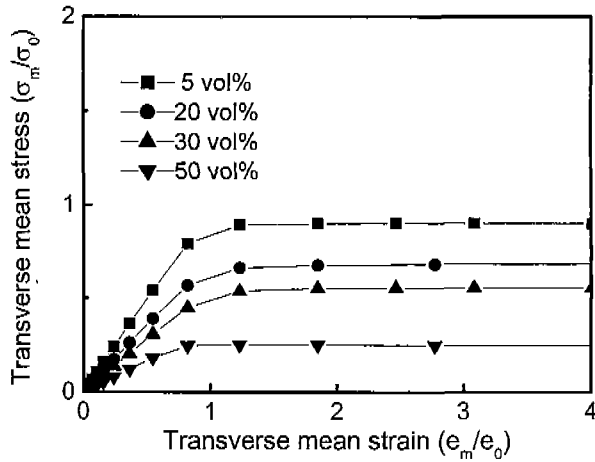 2
Transverse mean stress (σm/σ0)
5 vol%
20 vol%
30 vol%
50 vol%
1
0
0 1 2 3 4
Transverse mean strain (em/e0)